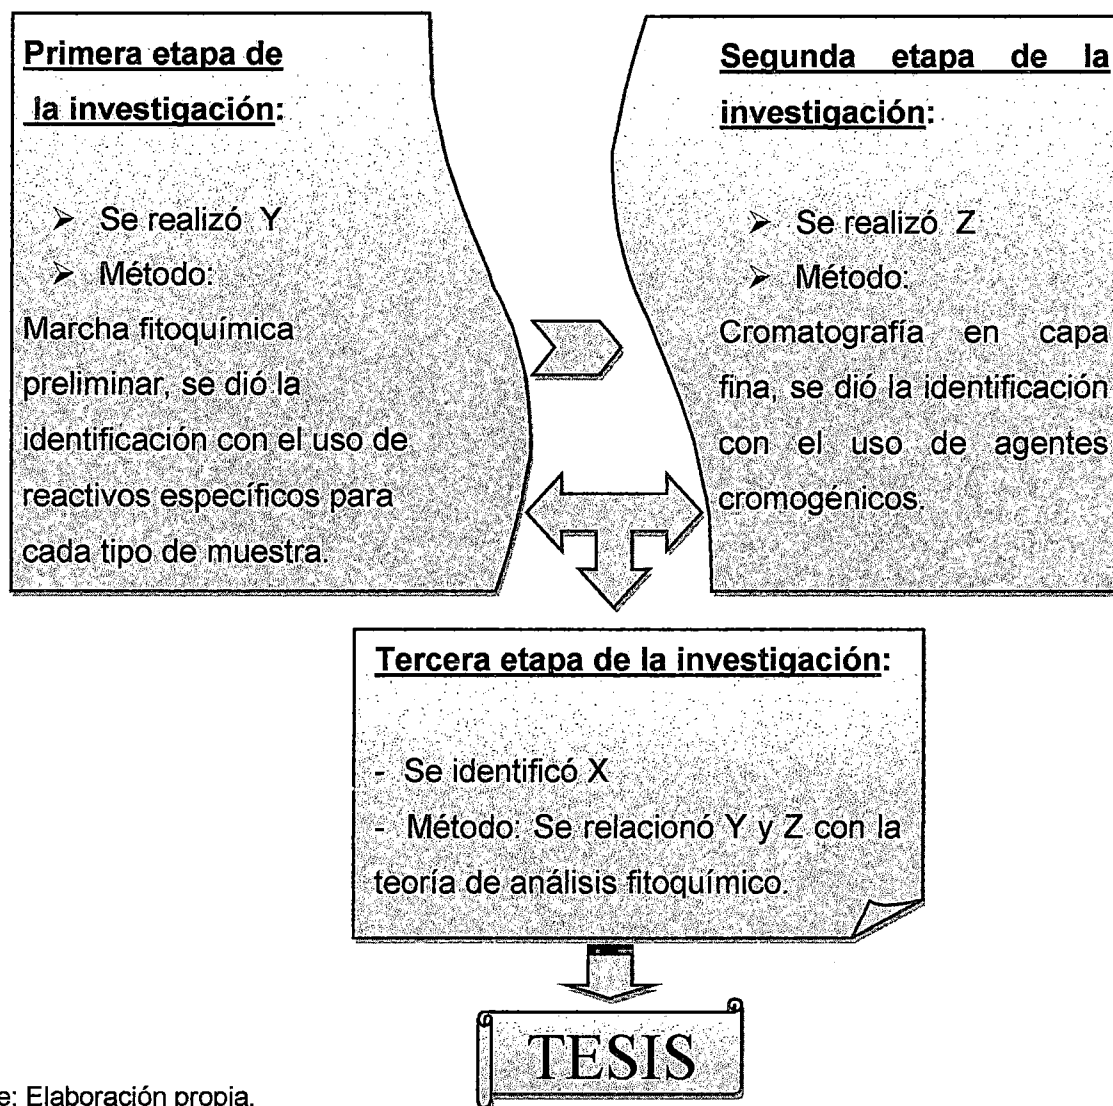 Primera etapa de
la investigación:
➢ Se realizó Y
➢ Método:
Marcha fitoquímica
preliminar, se dió la
identificación con el uso de
reactivos específicos para
cada tipo de muestra.
Segunda etapa de la
investigación:
➢ Se realizó Z
➢ Método:
Cromatografía en capa
fina, se dió la identificación
con el uso de agentes
cromogénicos.
Tercera etapa de la investigación:
- Se identificó X
- Método: Se relacionó Y y Z con la
teoría de análisis fitoquímico.
TESIS
e: Elaboración propia.